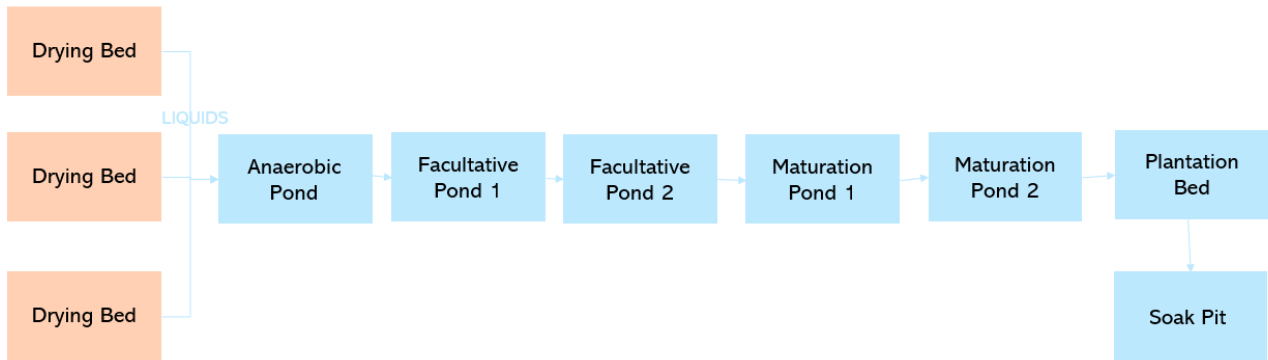 Drying Bed
LIQUIDS
Drying Bed
Anaerobic
Pond
Facultative
Pond 1
Facultative
Pond 2
Maturation
Pond 1
Maturation
Pond 2
Plantation
Bed
Drying Bed
Soak Pit